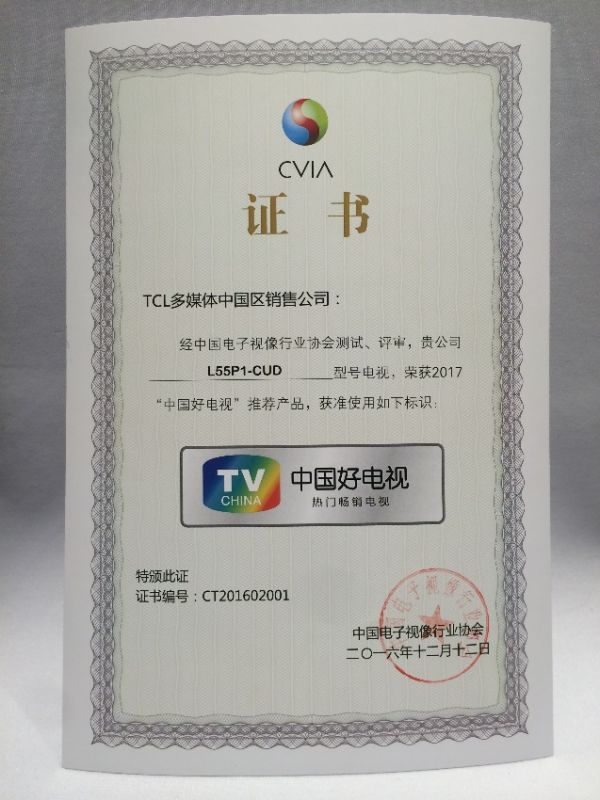 CVIA
证书
TCL多媒体中国区销售公司：
经中国电子视像行业协会测试、评审，贵公司
L55P1-CUD 型号电视，荣获2017
“中国好电视”推荐产品，获准使用如下标识：
TV
CHINA
中国好电视
热门畅销电视
特颁此证
证书编号：CT201602001
中国电子视像行业协会
二〇一六年十二月十二日